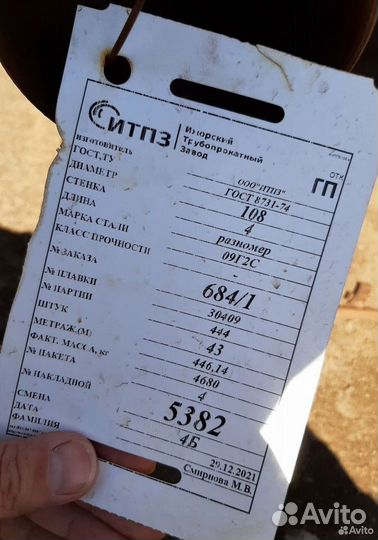 ИТПЗ
Ижорский
Трубопрокатный
Завод
ОТК
ГП
ИЗГОТОВИТЕЛЬ ООО"ИТПЗ"
ГОСТ,ТУ ГОСТ 8731-74
ДИАМЕТР 108
СТЕНКА 4
ДЛИНА разномер
МАРКА СТАЛИ 09Г2С
КЛАСС ПРОЧНОСТИ -
№ ЗАКАЗА 684/1
№ ПЛАВКИ 30409
№ ПАРТИИ 444
ШТУК 43
МЕТРАЖ,(М) 446,14
ФАКТ. МАССА, кг 4680
№ ПАКЕТА 4
№ НАКЛАДНОЙ 5382
СМЕНА 4Б
ДАТА 29.12.2021
ФАМИЛИЯ Смирнова М.В.
Avito
Avito